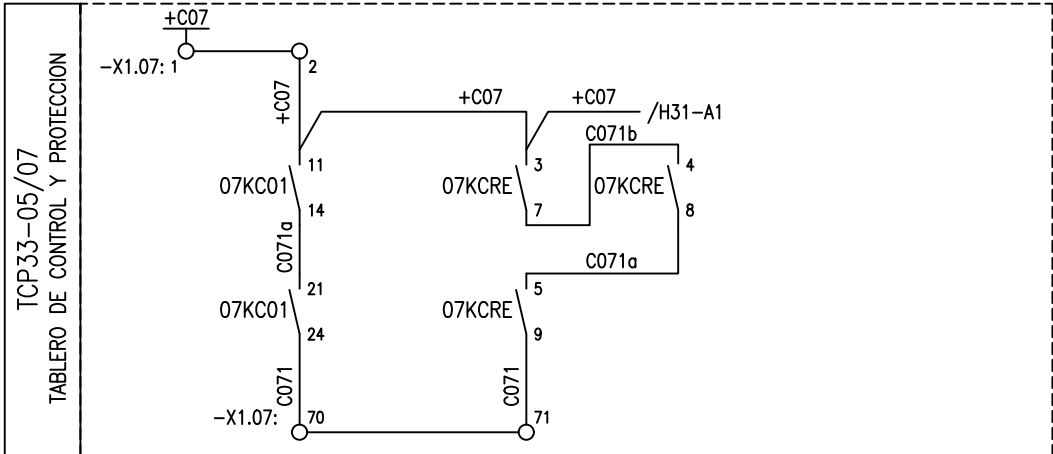 TCP33-05/07
TABLERO DE CONTROL Y PROTECCION
+C07
-X1.07: 1
2
+C07
+C07
+C07
/H31-A1
C071b
11
3
4
07KC01
07KCRE
07KCRE
14
7
8
C071a
C071a
21
5
07KC01
07KCRE
24
9
C071
C071
-X1.07: 70
71